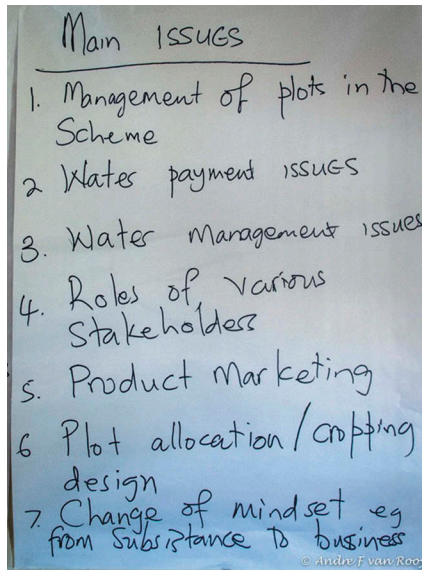 Main ISSUES
1. Management of plots in the
Scheme
2 Water payment ISSUES
3. Water Management issues
4. Roles of various
Stakeholders
5. Product Marketing
6 Plot allocation/cropping
design
7. Change of mindset eg
from Subsistance to business
© Andre F van Rooy